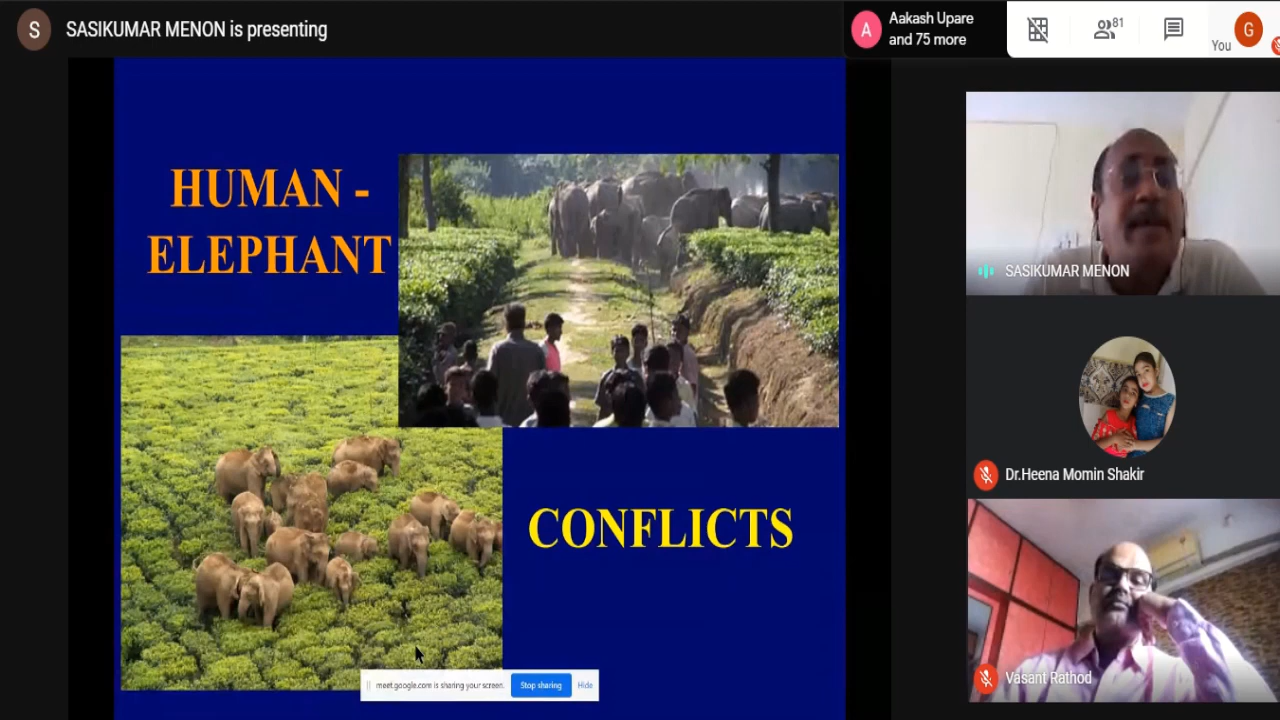 S
SASIKUMAR MENON is presenting
A
Aakash Upare
and 75 more
81
You
G
HUMAN -
ELEPHANT
CONFLICTS
SASIKUMAR MENON
Dr.Heena Momin Shakir
Vasant Rathod
meet.google.com is sharing your screen.
Stop sharing
Hide